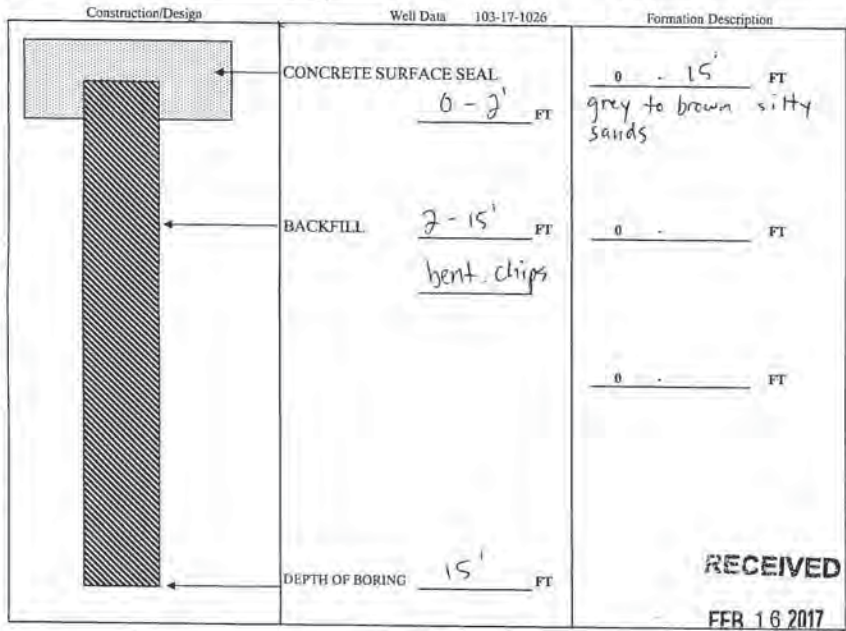 Construction/Design Well Data 103-17-1026 Formation Description
CONCRETE SURFACE SEAL
0 - 2' FT
0 - 15' FT
grey to brown silty
sands
BACKFILL 2 - 15' FT
bent. chips
0 - FT
0 - FT
DEPTH OF BORING 15' FT
RECEIVED
FEB 16 2017